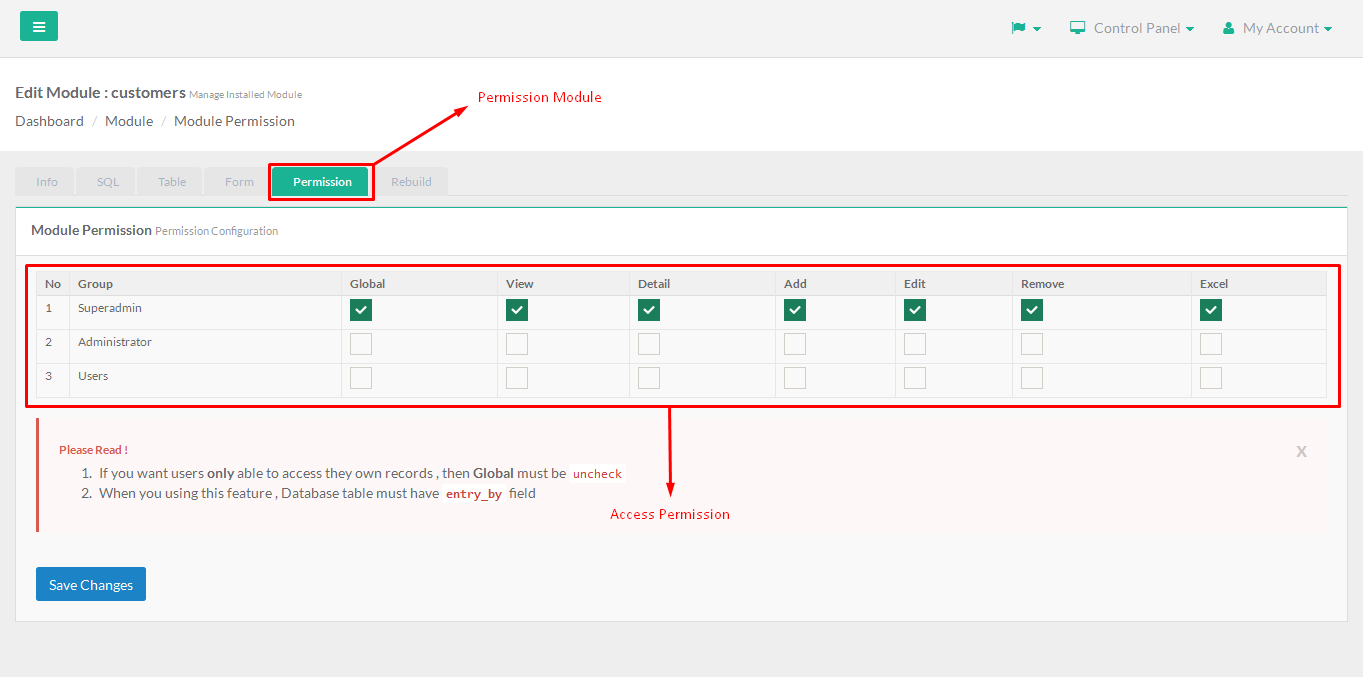 Control Panel
My Account
Edit Module : customers Manage Installed Module
Permission Module
Dashboard / Module / Module Permission
Info SQL Table Form Permission Rebuild
Module Permission Permission Configuration
No Group Global View Detail Add Edit Remove Excel
1 Superadmin
2 Administrator
3 Users
Please Read !
X
1. If you want users only able to access they own records , then Global must be uncheck
2. When you using this feature , Database table must have entry_by field
Access Permission
Save Changes